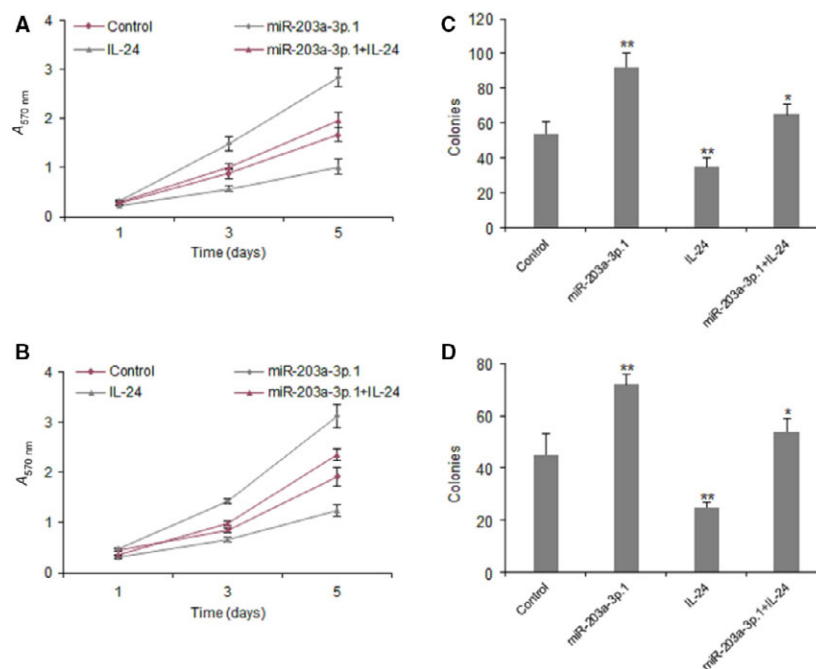 A
Control
miR-203a-3p.1
IL-24
miR-203a-3p.1+IL-24
4
3
2
1
0
A570 nm
1 3 5
Time (days)
C
120
100
80
60
40
20
0
Colonies
**
**
*
Control
miR-203a-3p.1
IL-24
miR-203a-3p.1+IL-24
B
Control
miR-203a-3p.1
IL-24
miR-203a-3p.1+IL-24
4
3
2
1
0
A570 nm
1 3 5
Time (days)
D
80
60
40
20
0
Colonies
**
**
*
Control
miR-203a-3p.1
IL-24
miR-203a-3p.1+IL-24